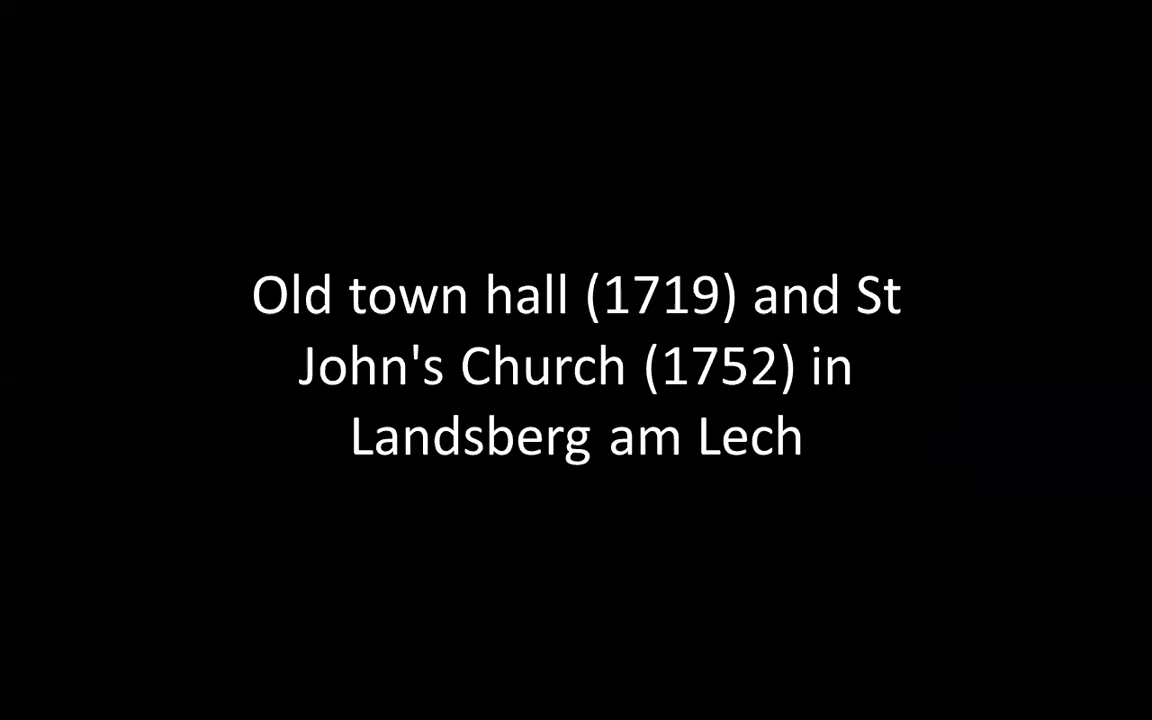 Old town hall (1719) and St
John's Church (1752) in
Landsberg am Lech